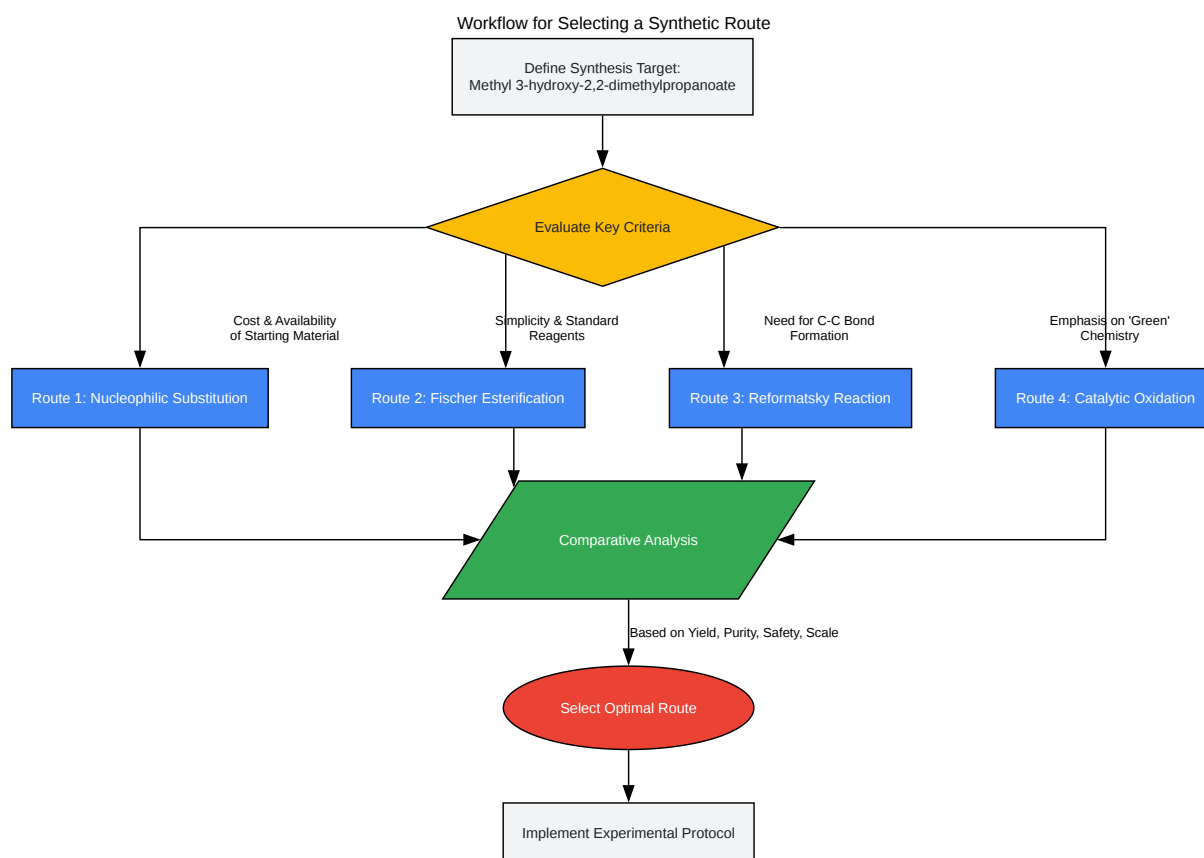 Workflow for Selecting a Synthetic Route
Define Synthesis Target:
Methyl 3-hydroxy-2,2-dimethylpropanoate
Evaluate Key Criteria
Cost & Availability
of Starting Material
Simplicity & Standard
Reagents
Need for C-C Bond
Formation
Emphasis on 'Green'
Chemistry
Route 1: Nucleophilic Substitution
Route 2: Fischer Esterification
Route 3: Reformatsky Reaction
Route 4: Catalytic Oxidation
Comparative Analysis
Based on Yield, Purity, Safety, Scale
Select Optimal Route
Implement Experimental Protocol